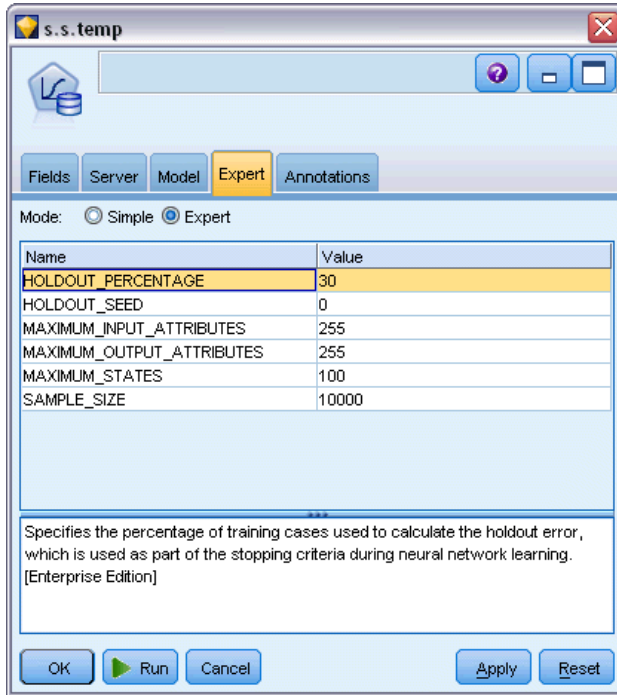 s.s.temp
Fields Server Model Expert Annotations
Mode: Simple Expert
Name Value
HOLDOUT_PERCENTAGE 30
HOLDOUT_SEED 0
MAXIMUM_INPUT_ATTRIBUTES 255
MAXIMUM_OUTPUT_ATTRIBUTES 255
MAXIMUM_STATES 100
SAMPLE_SIZE 10000
Specifies the percentage of training cases used to calculate the holdout error,
which is used as part of the stopping criteria during neural network learning.
[Enterprise Edition]
OK Run Cancel Apply Reset